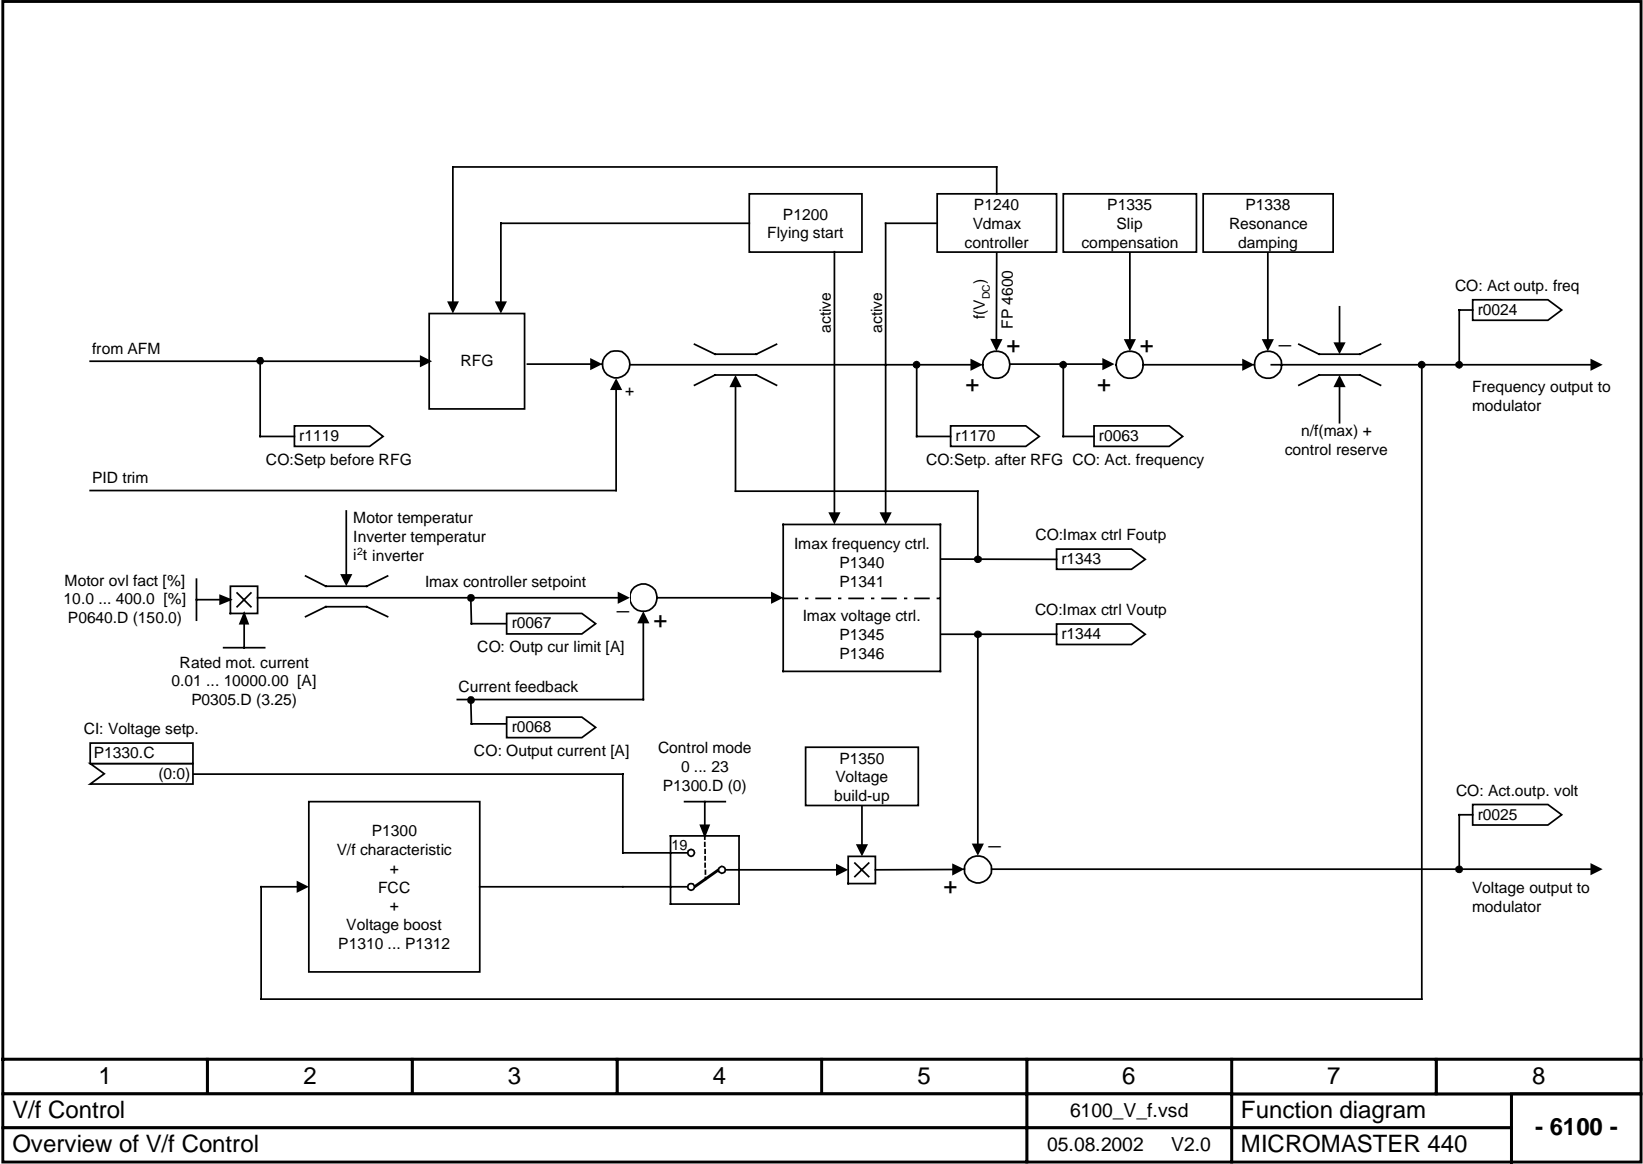 P1200
Flying start
P1240
Vdmax
controller
P1335
Slip
compensation
P1338
Resonance
damping
active
active
f(VDC)
FP 4600
CO: Act outp. freq
r0024
from AFM
RFG
+
+
+
+
+
–
Frequency output to
modulator
r1119
CO:Setp before RFG
r1170
CO:Setp. after RFG
r0063
CO: Act. frequency
n/f(max) +
control reserve
PID trim
Motor temperatur
Inverter temperatur
i²t inverter
Imax frequency ctrl.
P1340
P1341
Imax voltage ctrl.
P1345
P1346
CO:Imax ctrl Foutp
r1343
CO:Imax ctrl Voutp
r1344
Motor ovl fact [%]
10.0 ... 400.0 [%]
P0640.D (150.0)
×
Imax controller setpoint
–
+
r0067
CO: Outp cur limit [A]
Rated mot. current
0.01 ... 10000.00 [A]
P0305.D (3.25)
Current feedback
r0068
CO: Output current [A]
CI: Voltage setp.
P1330.C
(0:0)
Control mode
0 ... 23
P1300.D (0)
19
P1350
Voltage
build-up
×
–
+
CO: Act.outp. volt
r0025
Voltage output to
modulator
P1300
V/f characteristic
+
FCC
+
Voltage boost
P1310 ... P1312
1 2 3 4 5 6 7 8
V/f Control
6100_V_f.vsd
Function diagram
- 6100 -
Overview of V/f Control
05.08.2002 V2.0
MICROMASTER 440